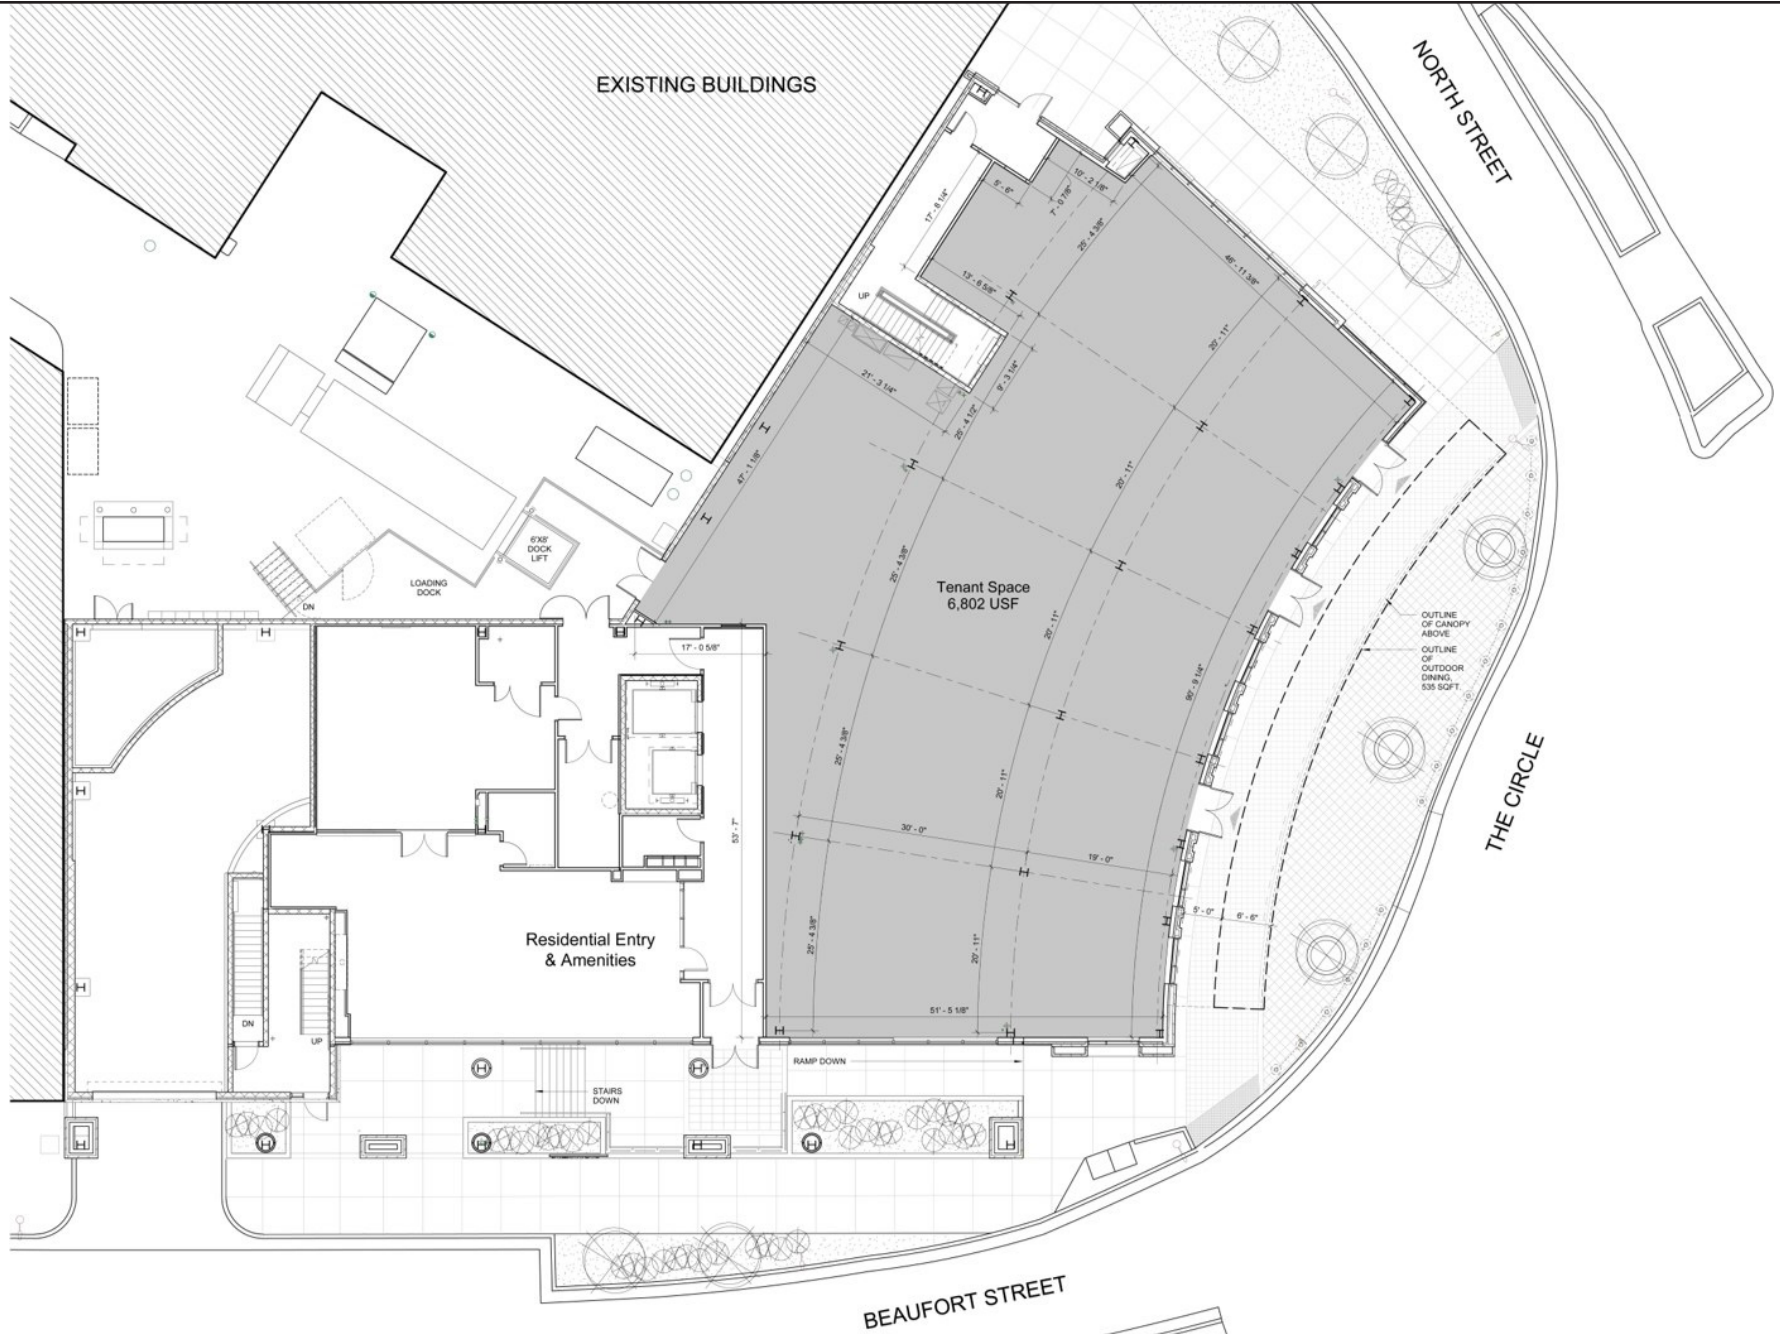 EXISTING BUILDINGS
NORTH STREET
10' - 2 1/8"
5' - 6"
7' - 0 7/8"
17' - 8 1/4"
25' - 4 3/8"
46' - 11 3/8"
13' - 6 5/8"
UP
20' - 11"
21' - 3 1/4"
9' - 3 1/4"
25' - 4 1/2"
47' - 1 1/8"
20' - 11"
6'X8'
DOCK
LIFT
25' - 4 3/8"
LOADING
DOCK
DN
Tenant Space
6,802 USF
20' - 11"
OUTLINE
OF CANOPY
ABOVE
OUTLINE
OF
OUTDOOR
DINING,
535 SQFT.
17' - 0 5/8"
90' - 9 1/4"
25' - 4 3/8"
20' - 11"
THE CIRCLE
53' - 7"
30' - 0"
19' - 0"
5' - 0"
6' - 6"
Residential Entry
& Amenities
25' - 4 3/8"
20' - 11"
51' - 5 1/8"
DN
UP
RAMP DOWN
STAIRS
DOWN
BEAUFORT STREET